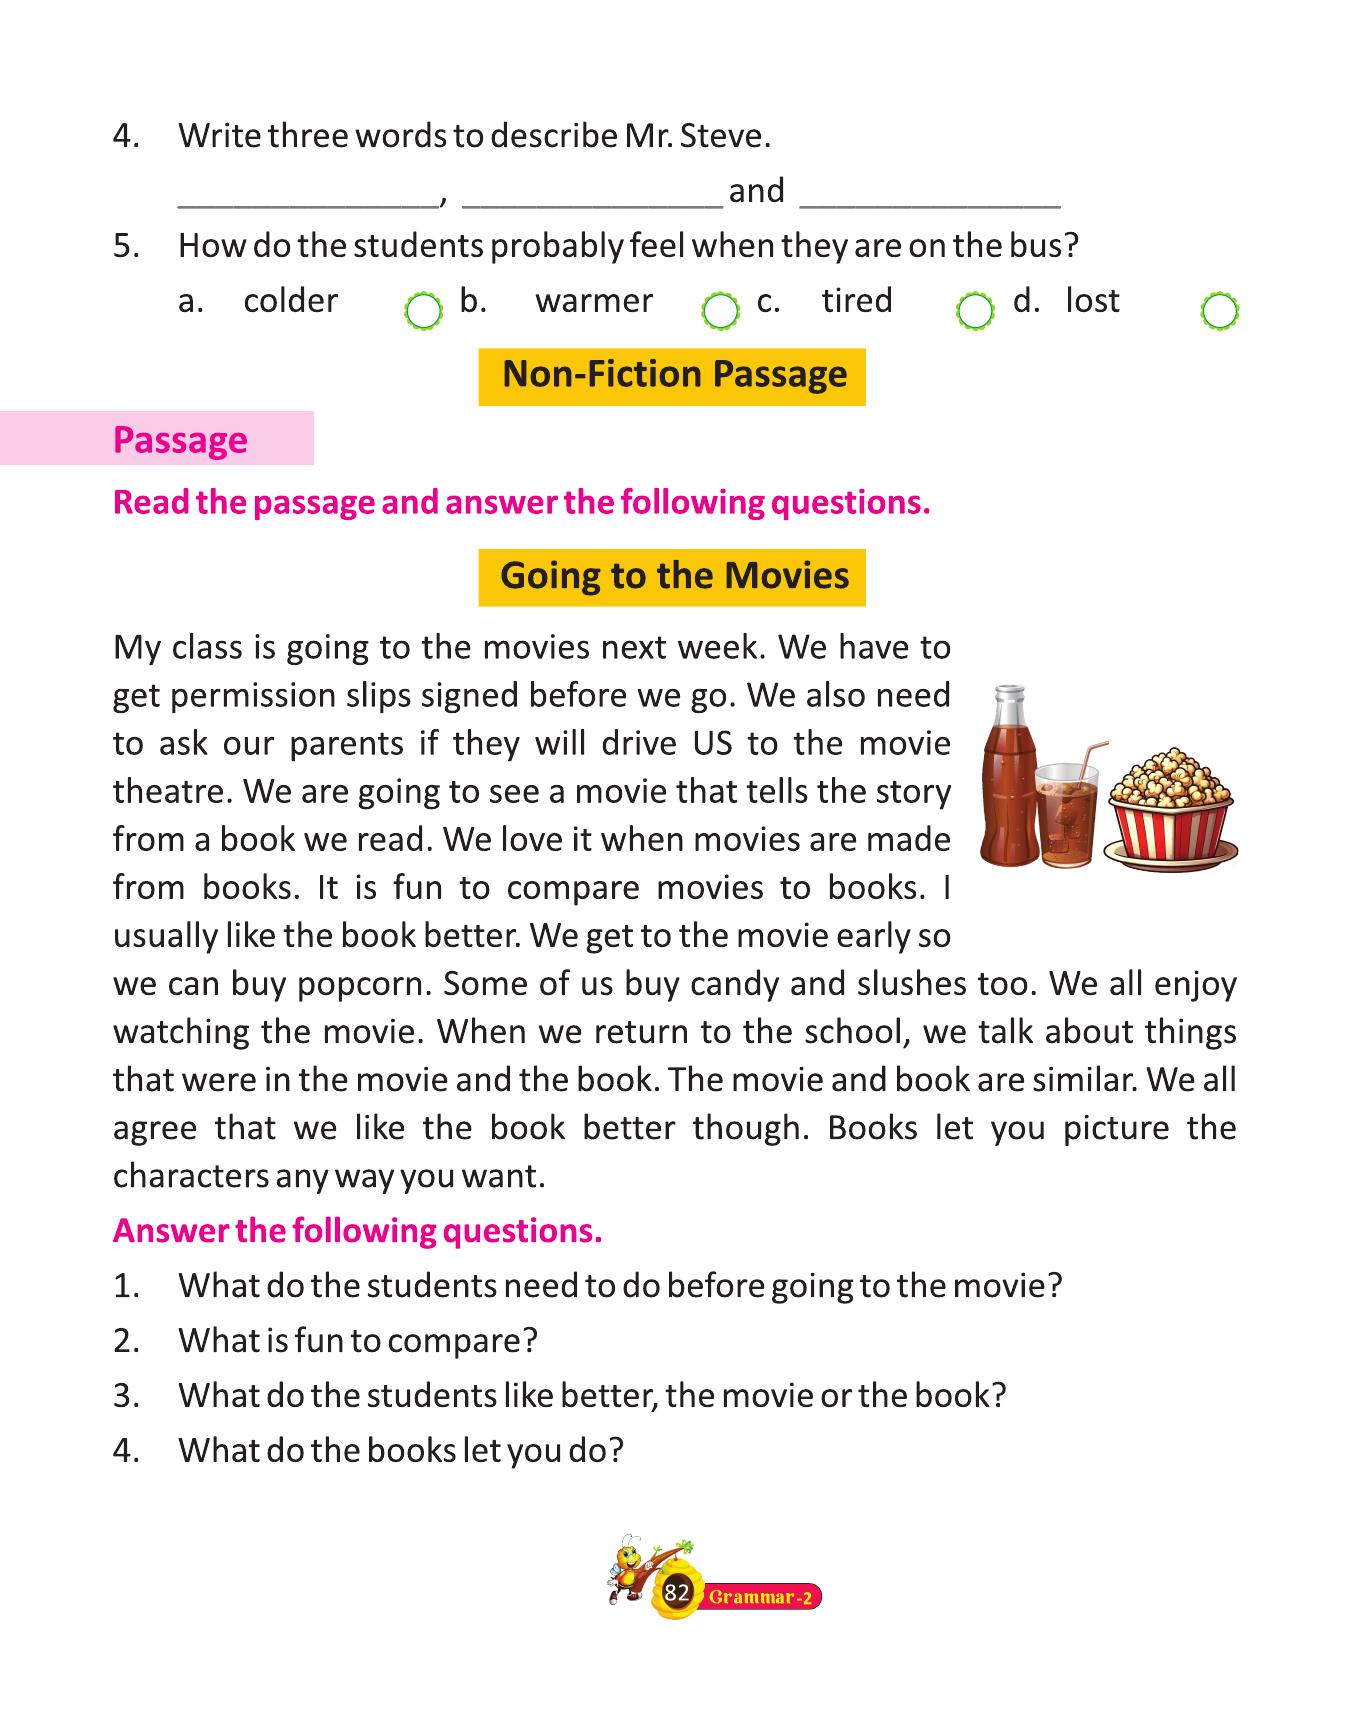 4. Write three words to describe Mr. Steve.
______________, ______________ and ______________
5. How do the students probably feel when they are on the bus?
a. colder b. warmer c. tired d. lost
Non-Fiction Passage
Passage
Read the passage and answer the following questions.
Going to the Movies
My class is going to the movies next week. We have to
get permission slips signed before we go. We also need
to ask our parents if they will drive US to the movie
theatre. We are going to see a movie that tells the story
from a book we read. We love it when movies are made
from books. It is fun to compare movies to books. I
usually like the book better. We get to the movie early so
we can buy popcorn. Some of us buy candy and slushes too. We all enjoy
watching the movie. When we return to the school, we talk about things
that were in the movie and the book. The movie and book are similar. We all
agree that we like the book better though. Books let you picture the
characters any way you want.
Answer the following questions.
1. What do the students need to do before going to the movie?
2. What is fun to compare?
3. What do the students like better, the movie or the book?
4. What do the books let you do?
82 Grammar-2